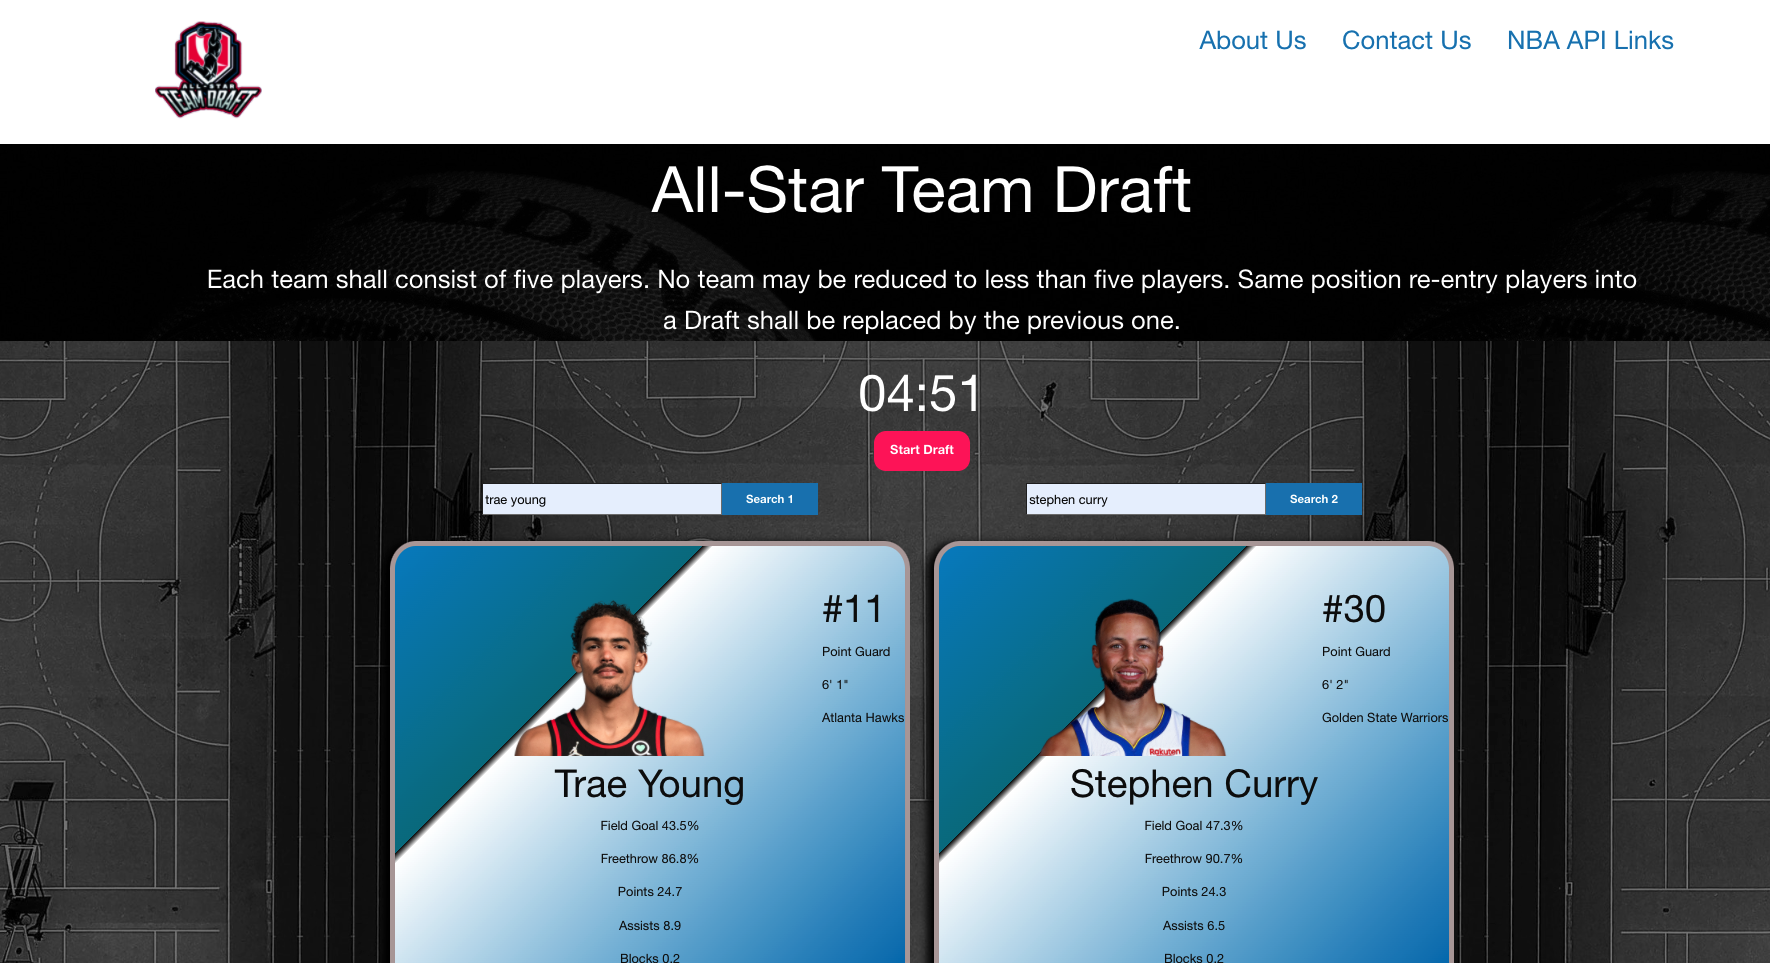 ALL-STAR
TEAM DRAFT
About Us Contact Us NBA API Links
All-Star Team Draft
Each team shall consist of five players. No team may be reduced to less than five players. Same position re-entry players into
a Draft shall be replaced by the previous one.
04:51
Start Draft
trae young Search 1
stephen curry Search 2
#11
Point Guard
6' 1"
Atlanta Hawks
Trae Young
Field Goal 43.5%
Freethrow 86.8%
Points 24.7
Assists 8.9
Blocks 0.2
#30
Point Guard
6' 2"
Golden State Warriors
Rakuten
Stephen Curry
Field Goal 47.3%
Freethrow 90.7%
Points 24.3
Assists 6.5
Blocks 0.2